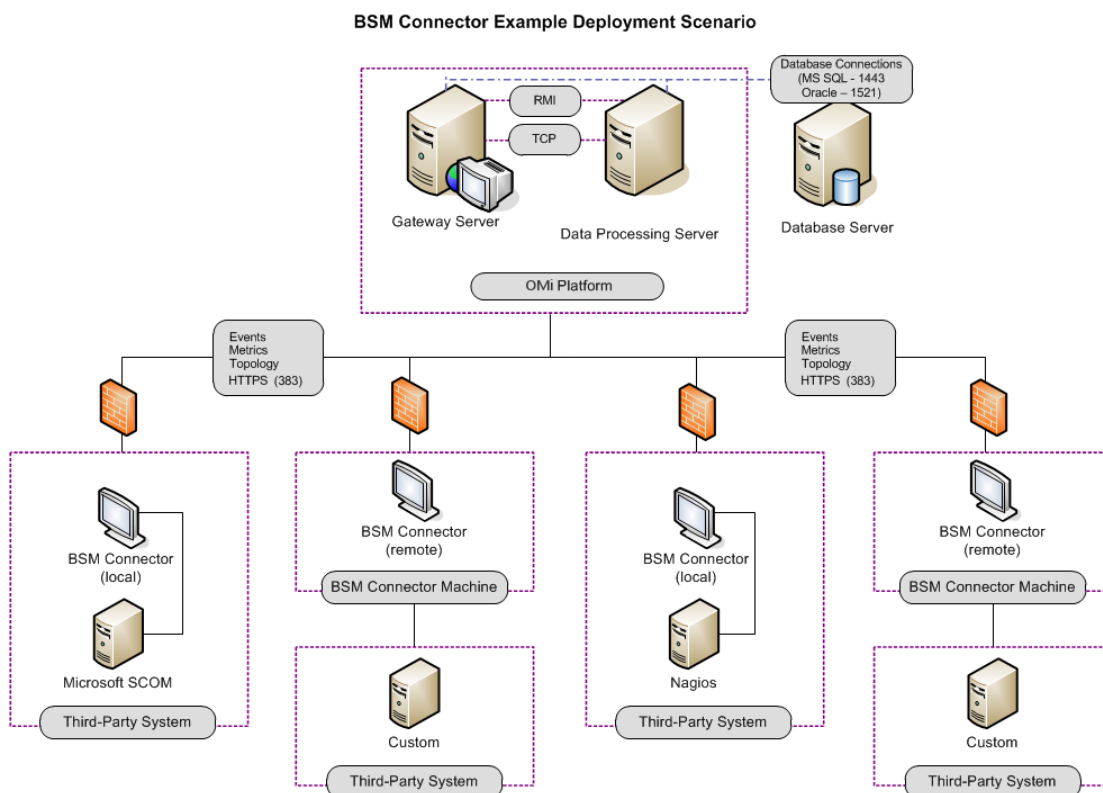 BSM Connector Example Deployment Scenario
Database Connections
(MS SQL - 1443
Oracle – 1521)
RMI
TCP
Gateway Server
Data Processing Server
Database Server
OMi Platform
Events
Metrics
Topology
HTTPS (383)
Events
Metrics
Topology
HTTPS (383)
BSM Connector
(local)
Microsoft SCOM
Third-Party System
BSM Connector
(remote)
BSM Connector Machine
Custom
Third-Party System
BSM Connector
(local)
Nagios
Third-Party System
BSM Connector
(remote)
BSM Connector Machine
Custom
Third-Party System